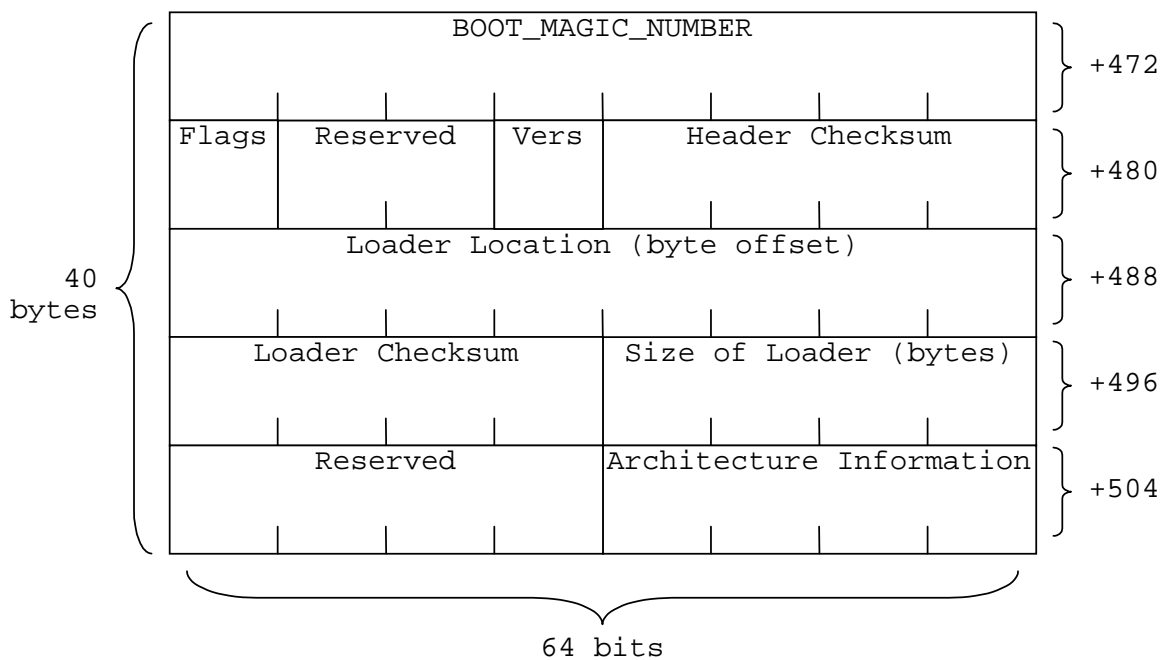 BOOT_MAGIC_NUMBER
+472
Flags Reserved Vers Header Checksum
+480
Loader Location (byte offset)
40
bytes
+488
Loader Checksum Size of Loader (bytes)
+496
Reserved Architecture Information
+504
64 bits